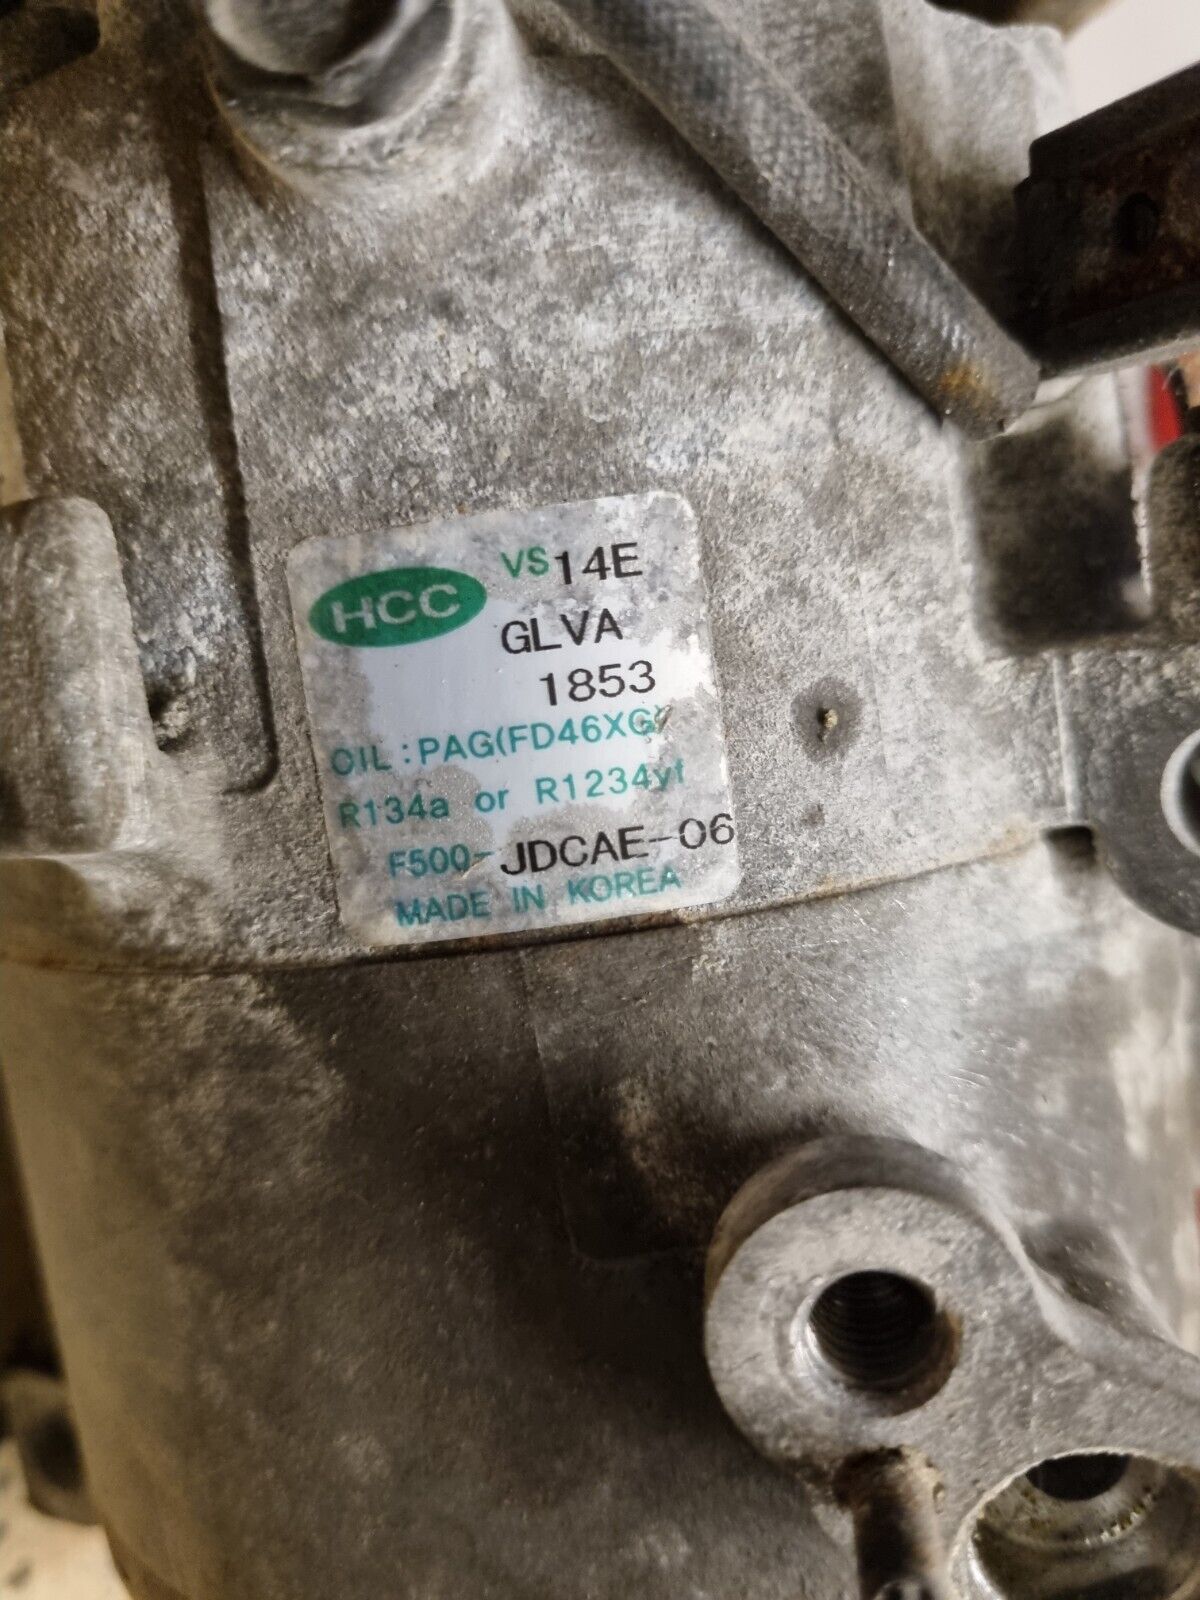 HCC VS14E
GLVA
1853
OIL : PAG(FD46XG)
R134a or R1234yf
F500-JDCAE-06
MADE IN KOREA